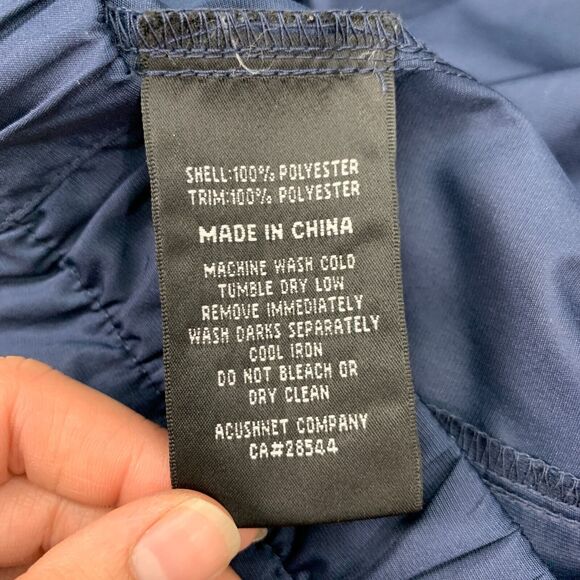 SHELL:100% POLYESTER
TRIM:100% POLYESTER
MADE IN CHINA
MACHINE WASH COLD
TUMBLE DRY LOW
REMOVE IMMEDIATELY
WASH DARKS SEPARATELY
COOL IRON
DO NOT BLEACH OR
DRY CLEAN
ACUSHNET COMPANY
CA#28544